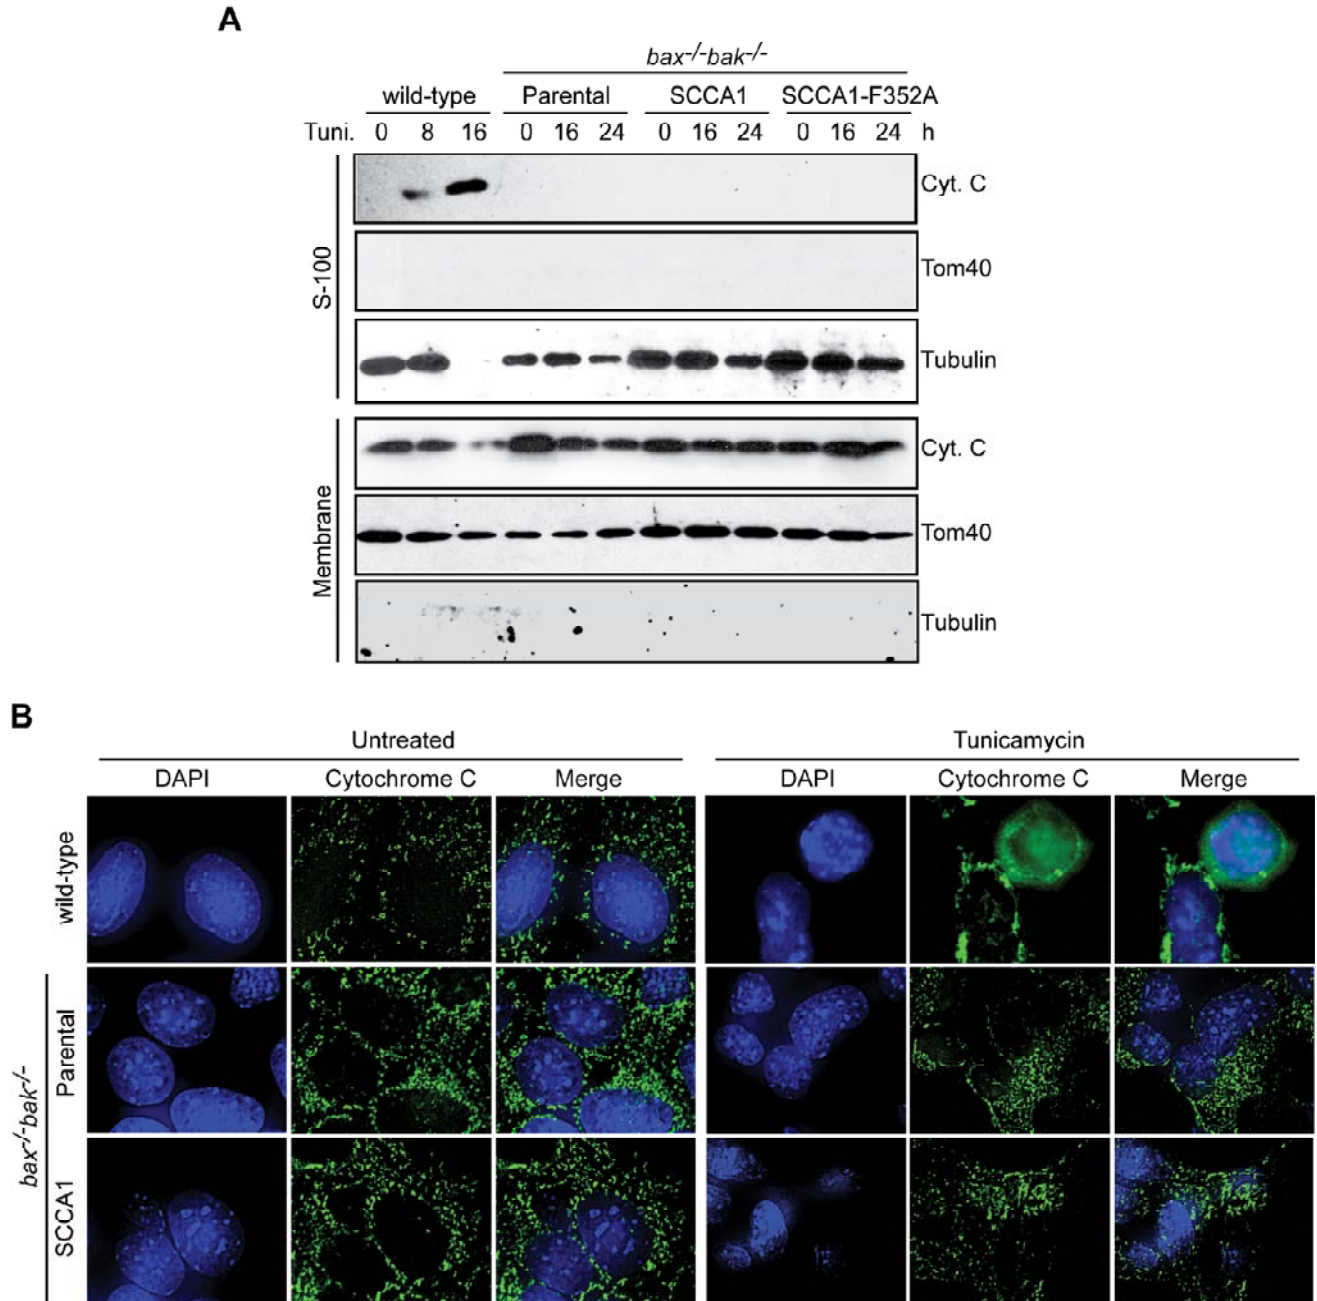 A
bax-/-bak-/-
wild-type Parental SCCA1 SCCA1-F352A
Tuni. 0 8 16 0 16 24 0 16 24 0 16 24 h
S-100
Cyt. C
Tom40
Tubulin
Membrane
Cyt. C
Tom40
Tubulin
B
Untreated Tunicamycin
DAPI Cytochrome C Merge DAPI Cytochrome C Merge
wild-type
bax-/-bak-/-
Parental
SCCA1